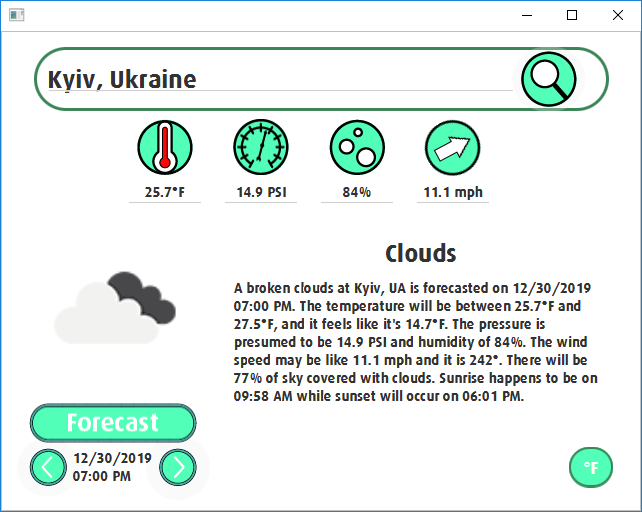 Kyiv, Ukraine
25.7°F 14.9 PSI 84% 11.1 mph
Clouds
A broken clouds at Kyiv, UA is forecasted on 12/30/2019
07:00 PM. The temperature will be between 25.7°F and
27.5°F, and it feels like it's 14.7°F. The pressure is
presumed to be 14.9 PSI and humidity of 84%. The wind
speed may be like 11.1 mph and it is 242°. There will be
77% of sky covered with clouds. Sunrise happens to be on
09:58 AM while sunset will occur on 06:01 PM.
Forecast
12/30/2019
07:00 PM
°F